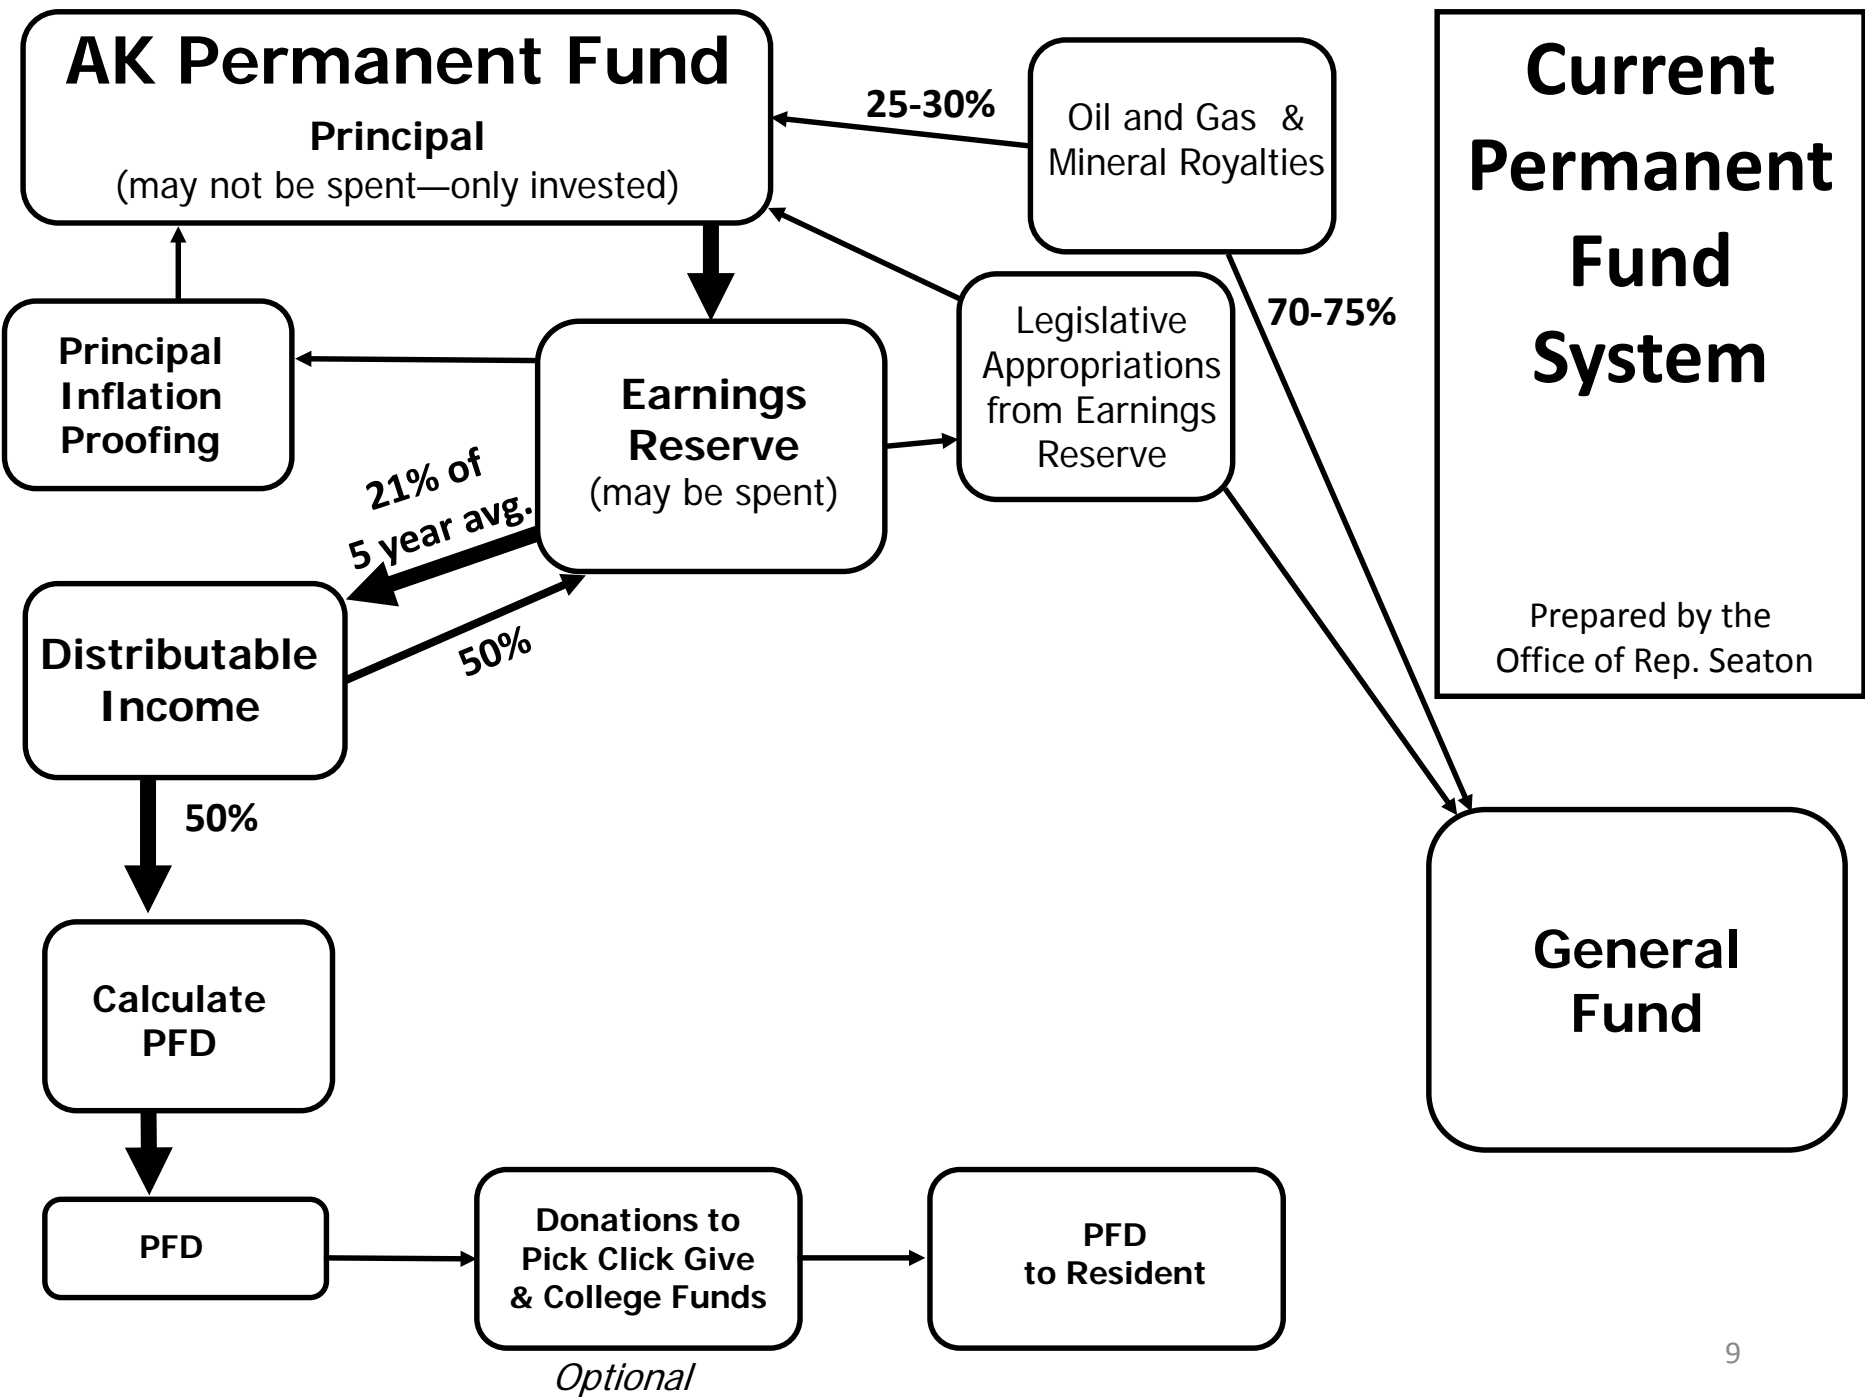 AK Permanent Fund
Principal
(may not be spent—only invested)
25-30%
Oil and Gas &
Mineral Royalties
Current
Permanent
Fund
System
Prepared by the
Office of Rep. Seaton
Principal
Inflation
Proofing
Earnings
Reserve
(may be spent)
Legislative
Appropriations
from Earnings
Reserve
70-75%
21% of
5 year avg.
Distributable
Income
50%
50%
Calculate
PFD
General
Fund
PFD
Donations to
Pick Click Give
& College Funds
Optional
PFD
to Resident
9